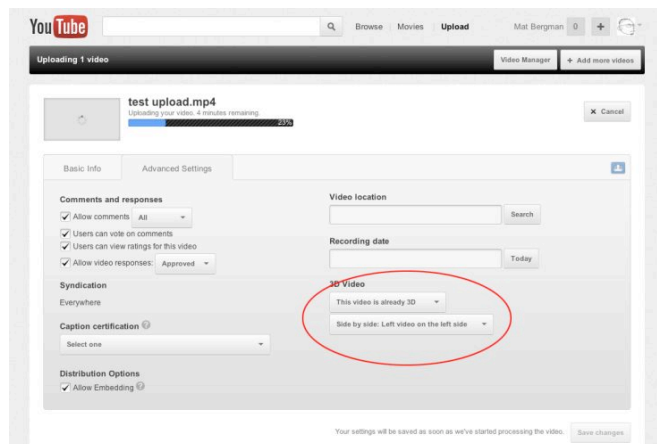 YouTube
Browse Movies Upload Mat Bergman 0 +
Uploading 1 video
Video Manager + Add more videos
test upload.mp4
Uploading your video. 4 minutes remaining.
23%
× Cancel
Basic Info Advanced Settings
Comments and responses
Allow comments All
Users can vote on comments
Users can view ratings for this video
Allow video responses: Approved
Syndication
Everywhere
Caption certification ?
Select one
Distribution Options
Allow Embedding ?
Video location
Search
Recording date
Today
3D Video
This video is already 3D
Side by side: Left video on the left side
Your settings will be saved as soon as we've started processing the video. Save changes